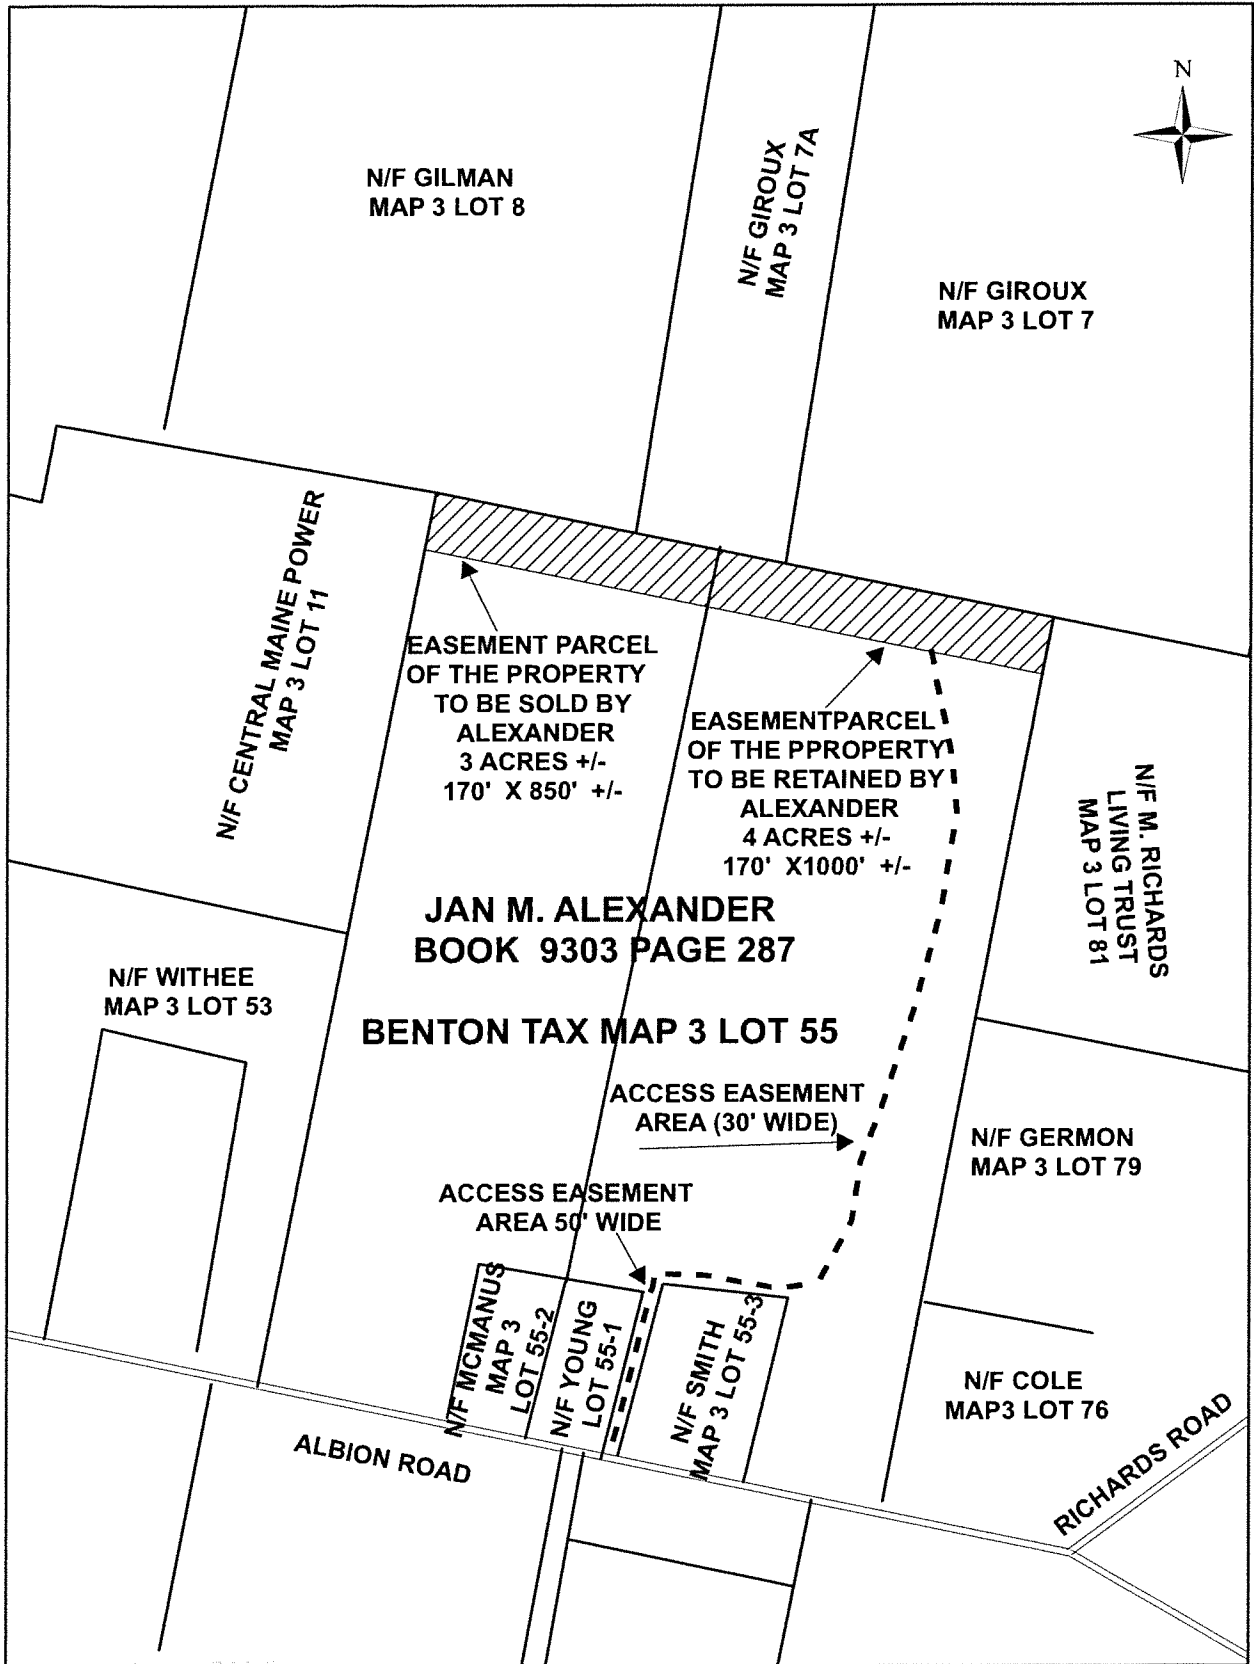 N
N/F GILMAN
MAP 3 LOT 8
N/F GIROUX
MAP 3 LOT 7A
N/F GIROUX
MAP 3 LOT 7
N/F CENTRAL MAINE POWER
MAP 3 LOT 11
EASEMENT PARCEL
OF THE PROPERTY
TO BE SOLD BY
ALEXANDER
3 ACRES +/-
170' X 850' +/-
EASEMENTPARCEL
OF THE PPROPERTY
TO BE RETAINED BY
ALEXANDER
4 ACRES +/-
170' X1000' +/-
N/F M. RICHARDS
LIVING TRUST
MAP 3 LOT 81
JAN M. ALEXANDER
BOOK 9303 PAGE 287
BENTON TAX MAP 3 LOT 55
N/F WITHEE
MAP 3 LOT 53
ACCESS EASEMENT
AREA (30' WIDE)
N/F GERMON
MAP 3 LOT 79
ACCESS EASEMENT
AREA 50' WIDE
N/F MCMANUS
MAP 3
LOT 55-2
N/F YOUNG
LOT 55-1
N/F SMITH
MAP 3 LOT 55-3
N/F COLE
MAP3 LOT 76
ALBION ROAD
RICHARDS ROAD